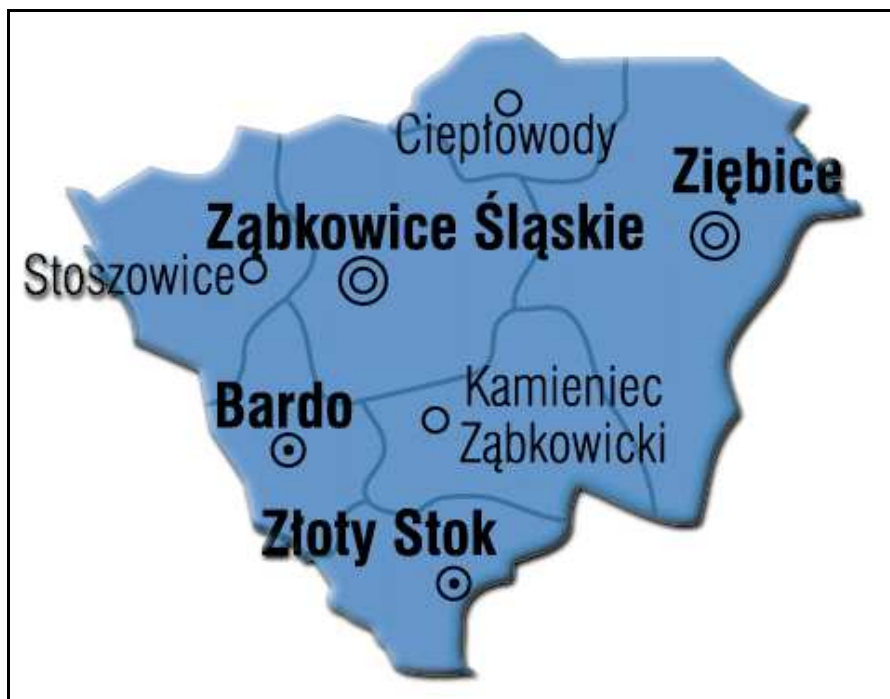 Ciepłowody
Ziębice
Ząbkowice Śląskie
Stoszowice
Kamieniec
Ząbkowicki
Bardo
Złoty Stok